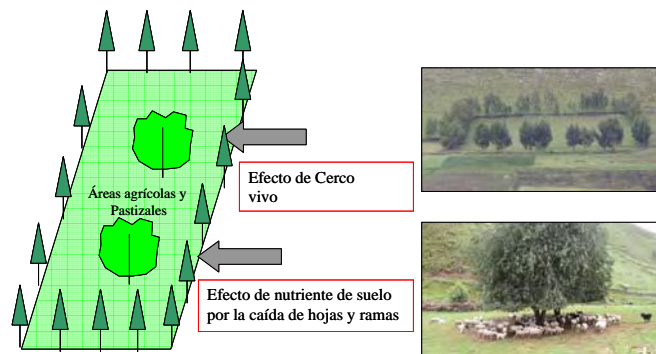 Efecto de Cerco
vivo
Áreas agrícolas y
Pastizales
Efecto de nutriente de suelo
por la caída de hojas y ramas